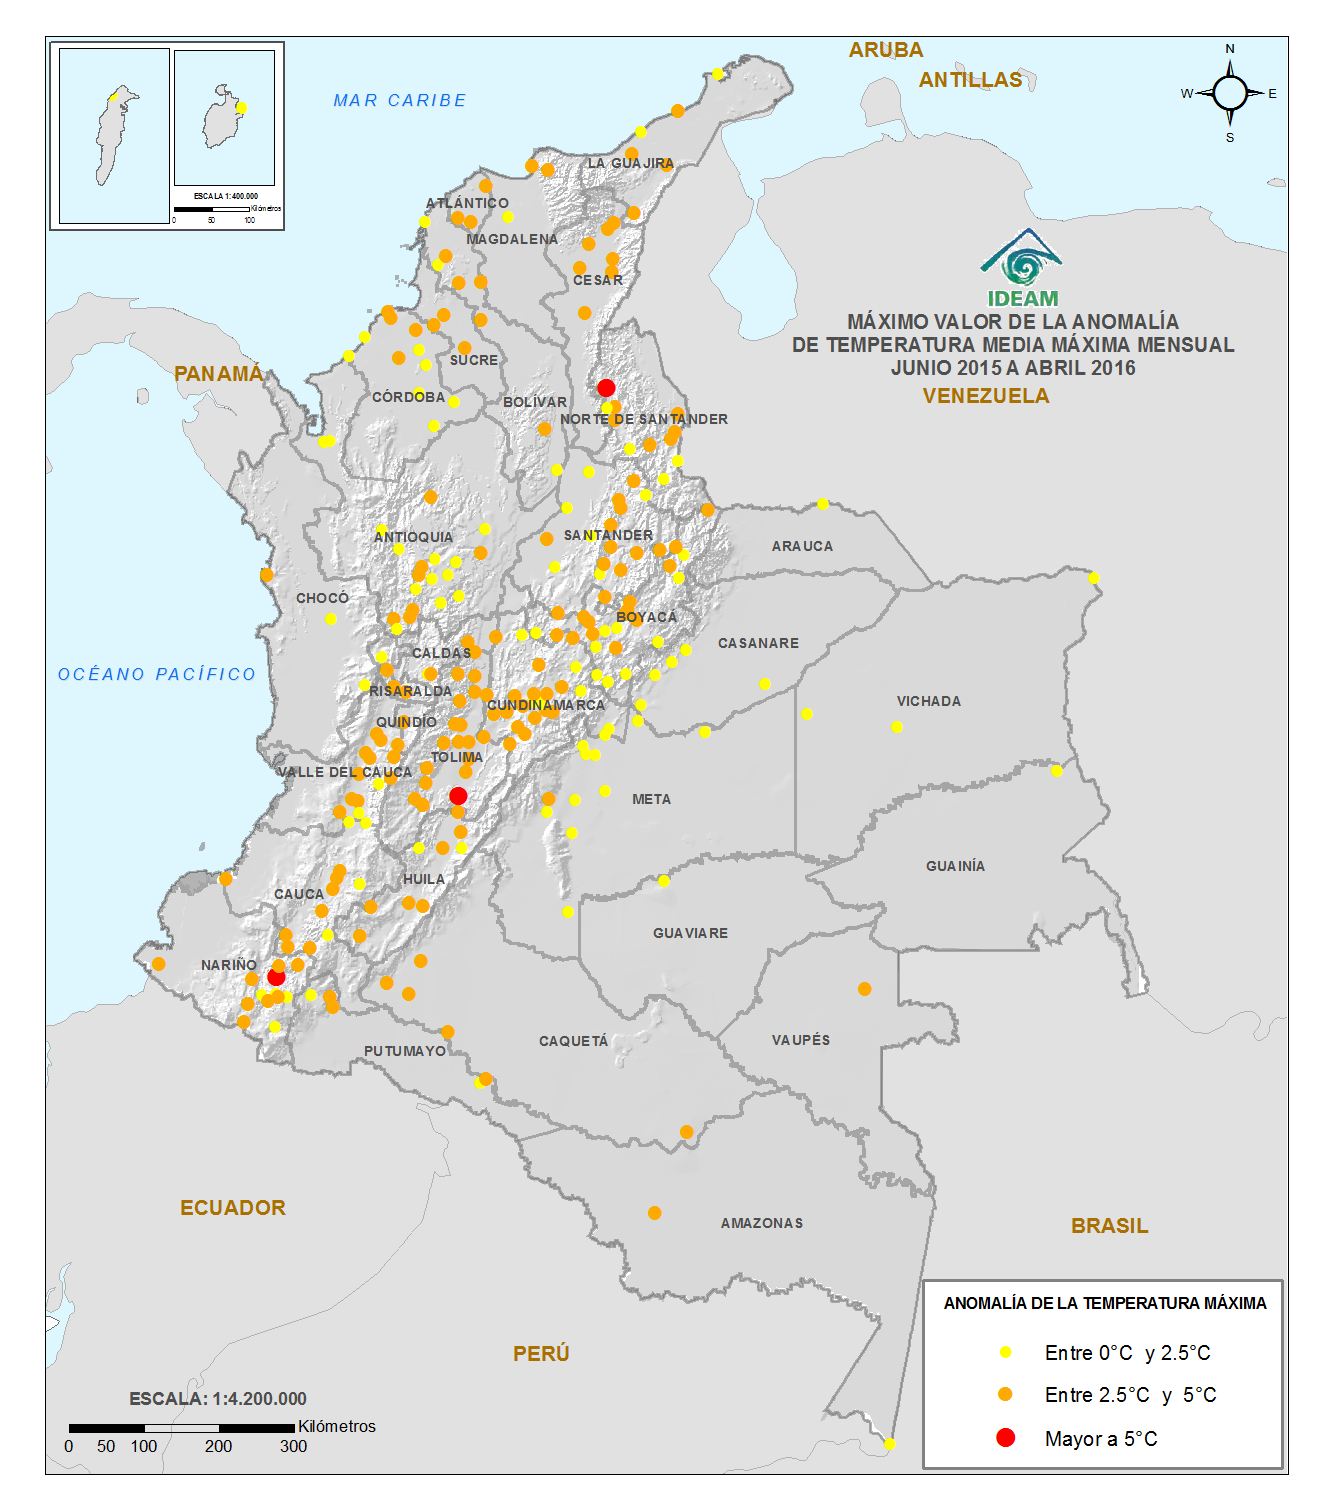 ARUBA
ANTILLAS
MAR CARIBE
N
W
E
S
ESCALA 1:400.000
Kilómetros
0 50 100
LA GUAJIRA
ATLÁNTICO
MAGDALENA
CESAR
IDEAM
MÁXIMO VALOR DE LA ANOMALÍA
DE TEMPERATURA MEDIA MÁXIMA MENSUAL
JUNIO 2015 A ABRIL 2016
PANAMÁ
SUCRE
VENEZUELA
CÓRDOBA
BOLÍVAR
NORTE DE SANTANDER
ANTIOQUIA
SANTANDER
ARAUCA
CHOCÓ
BOYACÁ
CASANARE
CALDAS
OCÉANO PACÍFICO
RISARALDA
CUNDINAMARCA
VICHADA
QUINDÍO
TOLIMA
VALLE DEL CAUCA
META
GUAINÍA
HUILA
CAUCA
GUAVIARE
NARIÑO
CAQUETÁ
VAUPÉS
PUTUMAYO
ECUADOR
AMAZONAS
BRASIL
PERÚ
ANOMALÍA DE LA TEMPERATURA MÁXIMA
Entre 0°C y 2.5°C
Entre 2.5°C y 5°C
Mayor a 5°C
ESCALA: 1:4.200.000
Kilómetros
0 50 100 200 300